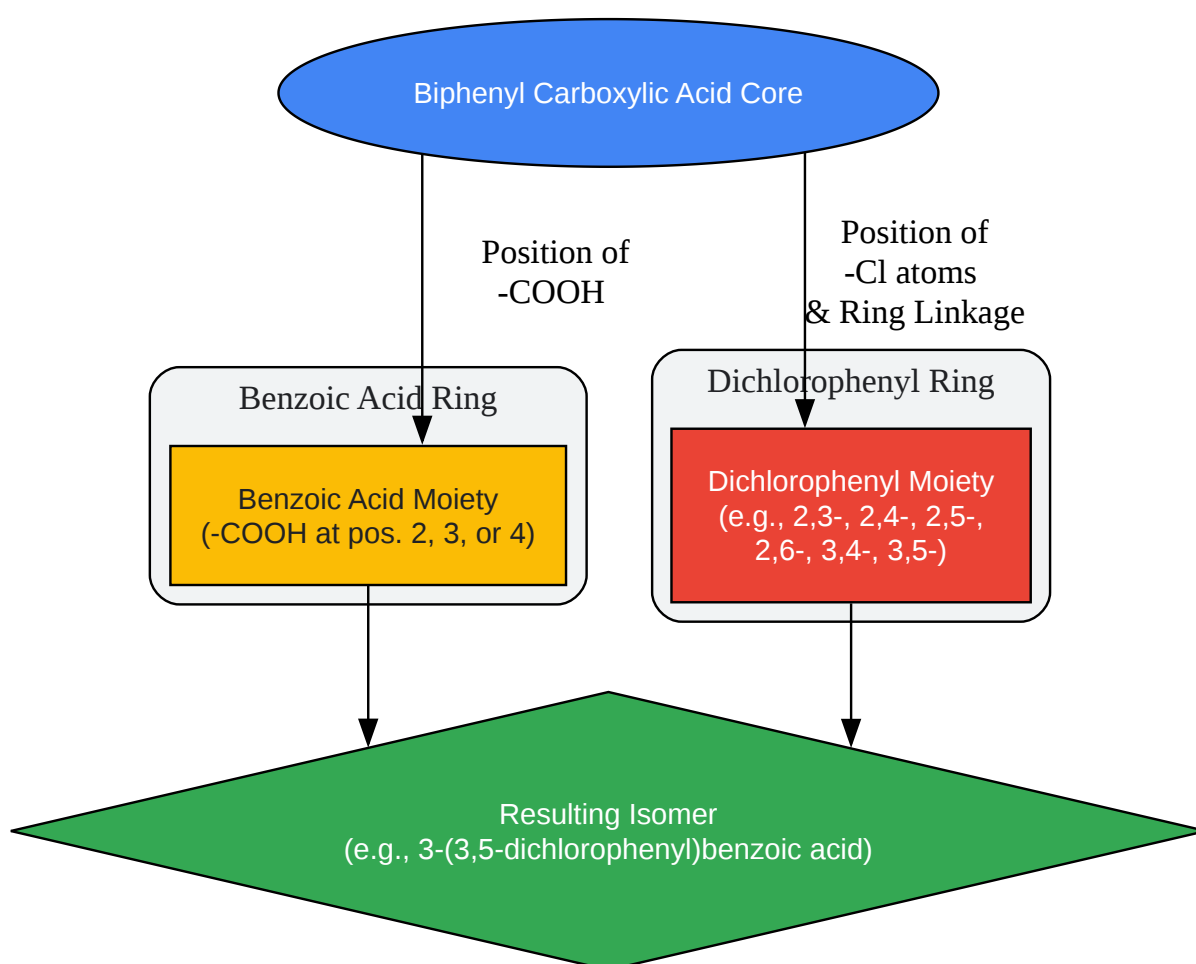 Biphenyl Carboxylic Acid Core
Position of
-COOH
Position of
-Cl atoms
& Ring Linkage
Benzoic Acid Ring
Benzoic Acid Moiety
(-COOH at pos. 2, 3, or 4)
Dichlorophenyl Ring
Dichlorophenyl Moiety
(e.g., 2,3-, 2,4-, 2,5-,
2,6-, 3,4-, 3,5-)
Resulting Isomer
(e.g., 3-(3,5-dichlorophenyl)benzoic acid)